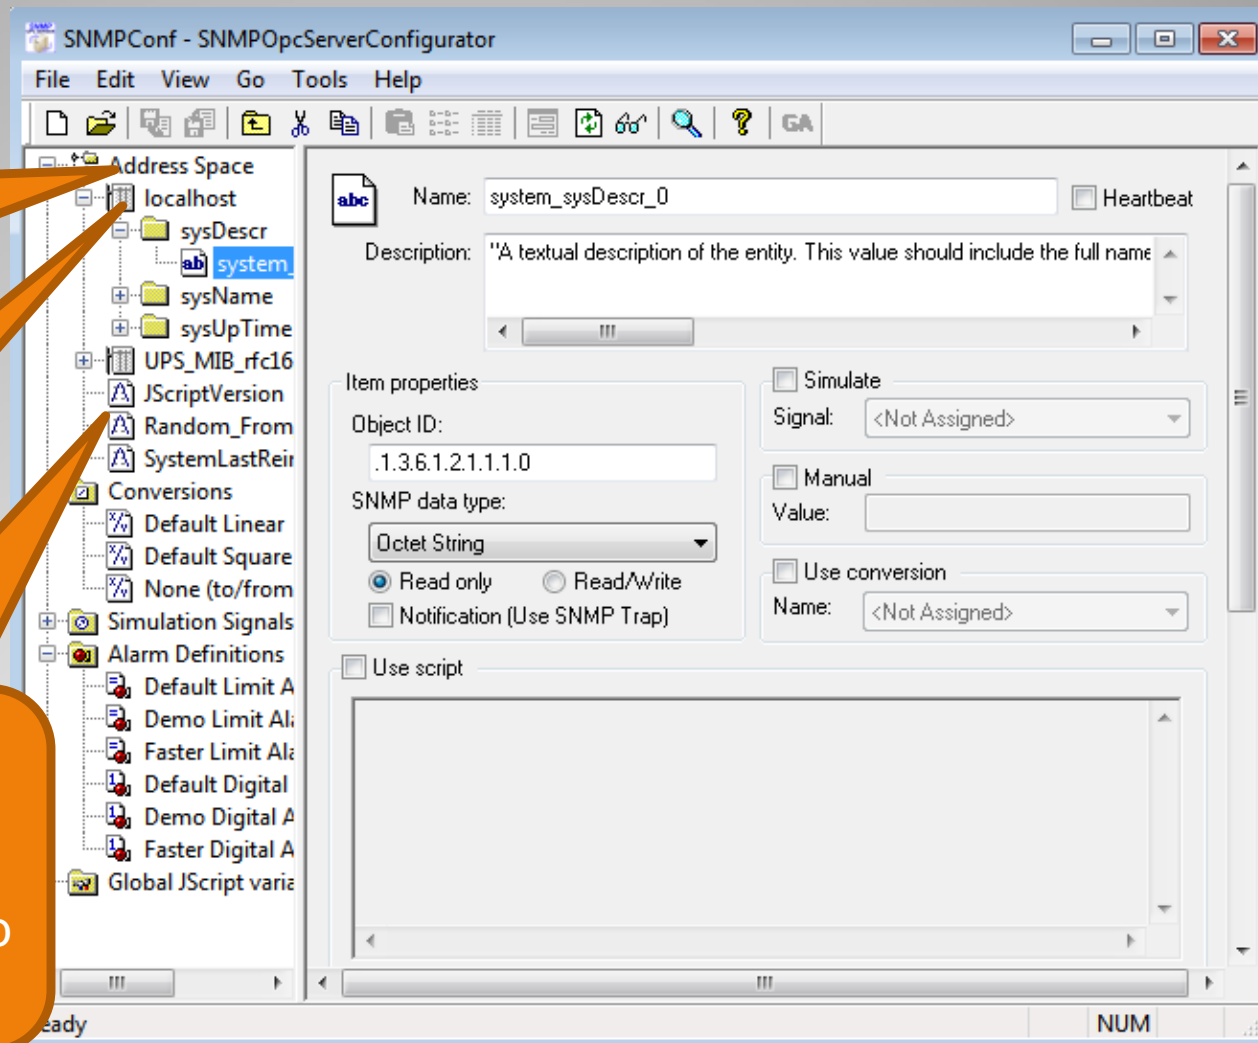 SNMPConf - SNMPOpcServerConfigurator
File Edit View Go Tools Help
GA
Address Space
localhost
sysDescr
system_
sysName
sysUpTime
UPS_MIB_rfc16
JScriptVersion
Random_From
SystemLastRein
Conversions
Default Linear
Default Square
None (to/from
Simulation Signals
Alarm Definitions
Default Limit A
Demo Limit Ala
Faster Limit Ala
Default Digital
Demo Digital A
Faster Digital A
Global JScript varia
abc
Name: system_sysDescr_0
Heartbeat
Description: "A textual description of the entity. This value should include the full name
Item properties
Object ID:
.1.3.6.1.2.1.1.1.0
SNMP data type:
Octet String
Read only Read/Write
Notification (Use SNMP Trap)
Simulate
Signal: <Not Assigned>
Manual
Value:
Use conversion
Name: <Not Assigned>
Use script
eady
NUM